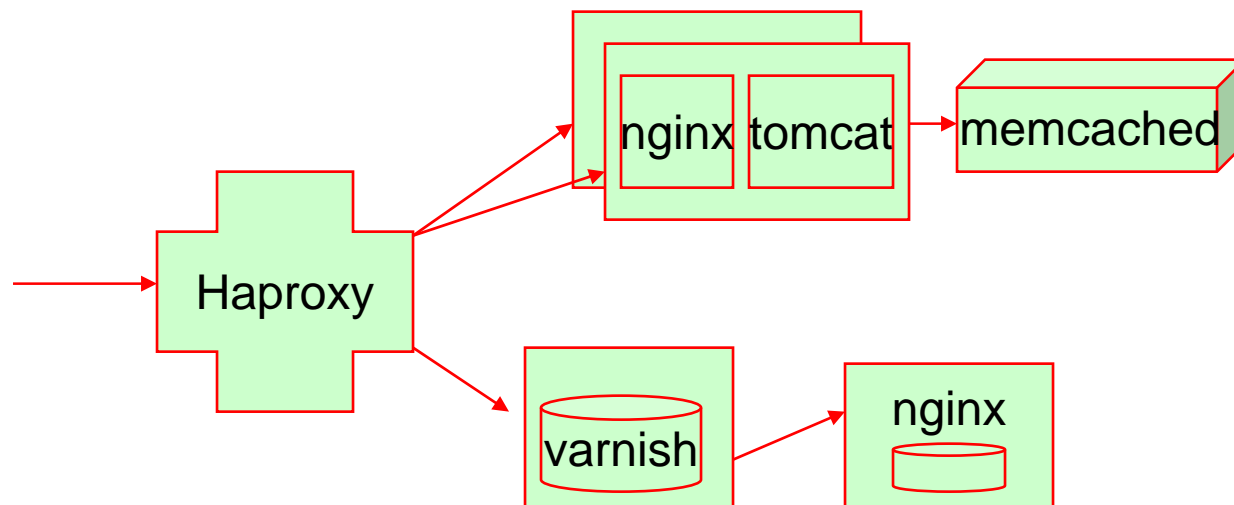 nginx
tomcat
memcached
Haproxy
varnish
nginx